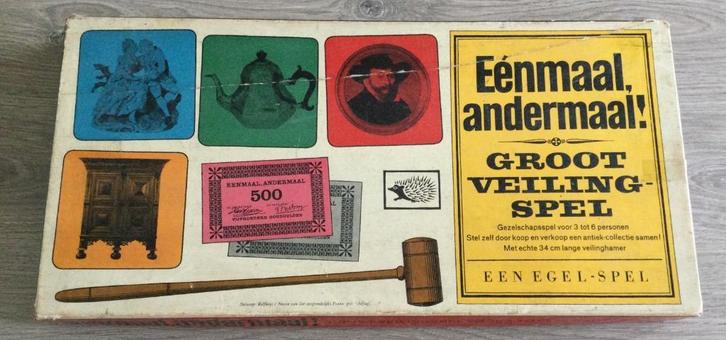 Eénmaal,
andermaal!
GROOT
VEILING-
SPEL
Gezelschapsspel voor 3 tot 6 personen
Stel zelf door koop en verkoop een antiek-collectie samen!
Met echte 34 cm lange veilinghamer
EEN EGEL-SPEL
EENMAAL, ANDERMAAL
500